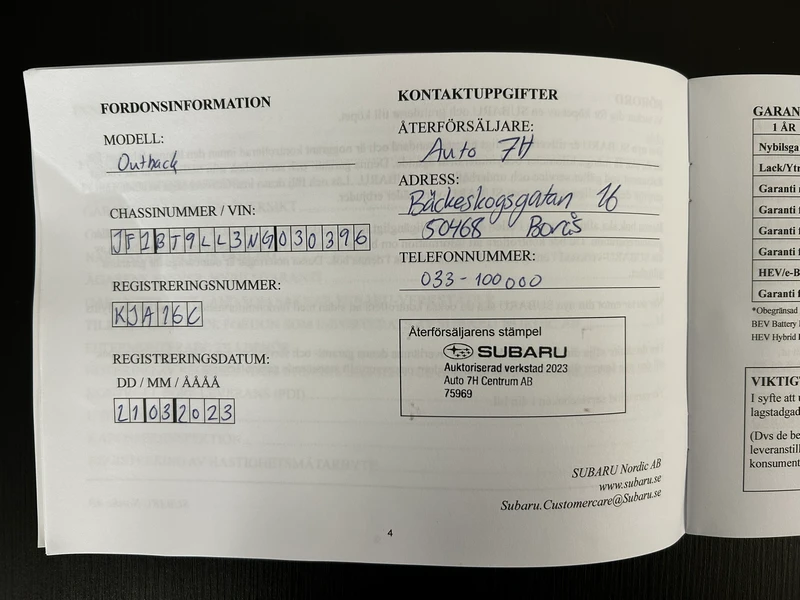 FORDONSINFORMATION
MODELL:
Outback
CHASSINUMMER / VIN:
JF1BT9LL3NG030396
REGISTRERINGSNUMMER:
KJA16C
REGISTRERINGSDATUM:
DD / MM / ÅÅÅÅ
21032023
KONTAKTUPPGIFTER
ÅTERFÖRSÄLJARE:
Auto 7H
ADRESS:
Bäckeskogsgatan 16
50468 Borås
TELEFONNUMMER:
033-100000
Återförsäljarens stämpel
SUBARU
Auktoriserad verkstad 2023
Auto 7H Centrum AB
75969
SUBARU Nordic AB
www.subaru.se
Subaru.Customercare@Subaru.se
4
GARAN
1 ÅR
Nybilsga
Lack/Ytr
Garanti
Garanti
Garanti
Garanti
HEV/e-B
Garanti f
*Obegränsad
BEV Battery
HEV Hybrid
VIKTIGT
I syfte att u
lagstadgad
(Dvs de be
leveranstill
konsument